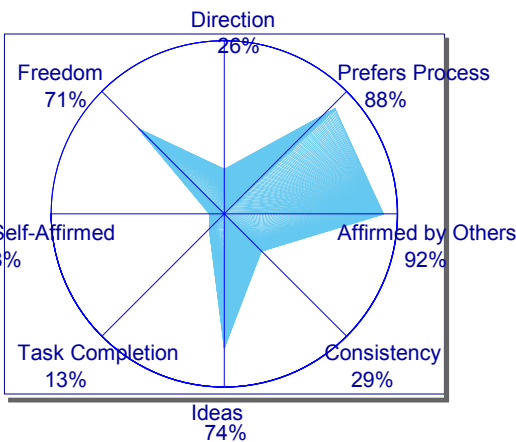 Direction
26%
Freedom
71%
Prefers Process
88%
Self-Affirmed
8%
Affirmed by Others
92%
Task Completion
13%
Consistency
29%
Ideas
74%